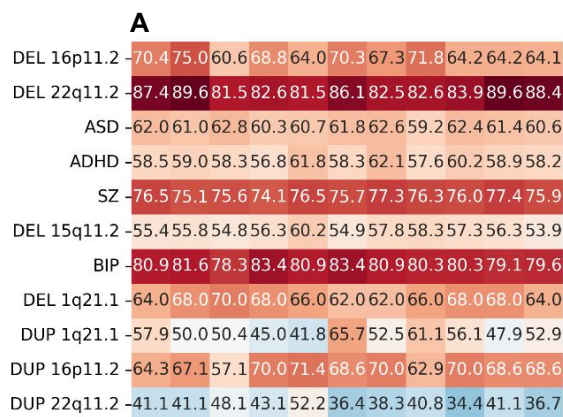 A
DEL 16p11.2 70.4 75.0 60.6 68.8 64.0 70.3 67.3 71.8 64.2 64.2 64.1
DEL 22q11.2 87.4 89.6 81.5 82.6 81.5 86.1 82.5 82.6 83.9 89.6 88.4
ASD 62.0 61.0 62.8 60.3 60.7 61.8 62.6 59.2 62.4 61.4 60.6
ADHD 58.5 59.0 58.3 56.8 61.8 58.3 62.1 57.6 60.2 58.9 58.2
SZ 76.5 75.1 75.6 74.1 76.5 75.7 77.3 76.3 76.0 77.4 75.9
DEL 15q11.2 55.4 55.8 54.8 56.3 60.2 54.9 57.8 58.3 57.3 56.3 53.9
BIP 80.9 81.6 78.3 83.4 80.9 83.4 80.9 80.3 80.3 79.1 79.6
DEL 1q21.1 64.0 68.0 70.0 68.0 66.0 62.0 62.0 66.0 68.0 68.0 64.0
DUP 1q21.1 57.9 50.0 50.4 45.0 41.8 65.7 52.5 61.1 56.1 47.9 52.9
DUP 16p11.2 64.3 67.1 57.1 70.0 71.4 68.6 70.0 62.9 70.0 68.6 68.6
DUP 22q11.2 41.1 41.1 48.1 43.1 52.2 36.4 38.3 40.8 34.4 41.1 36.7